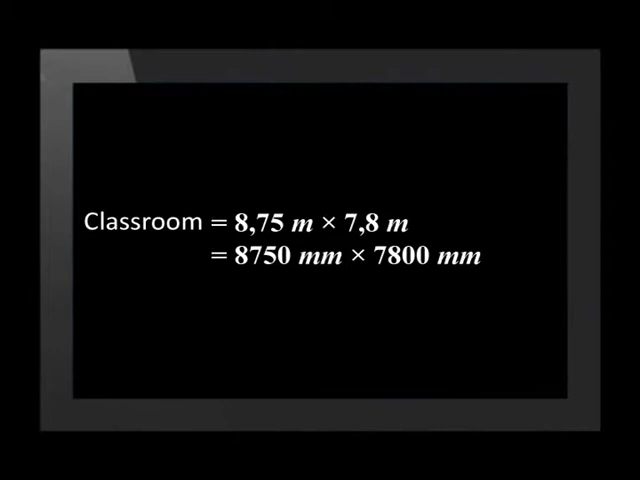 Classroom = 8,75 m × 7,8 m
= 8750 mm × 7800 mm